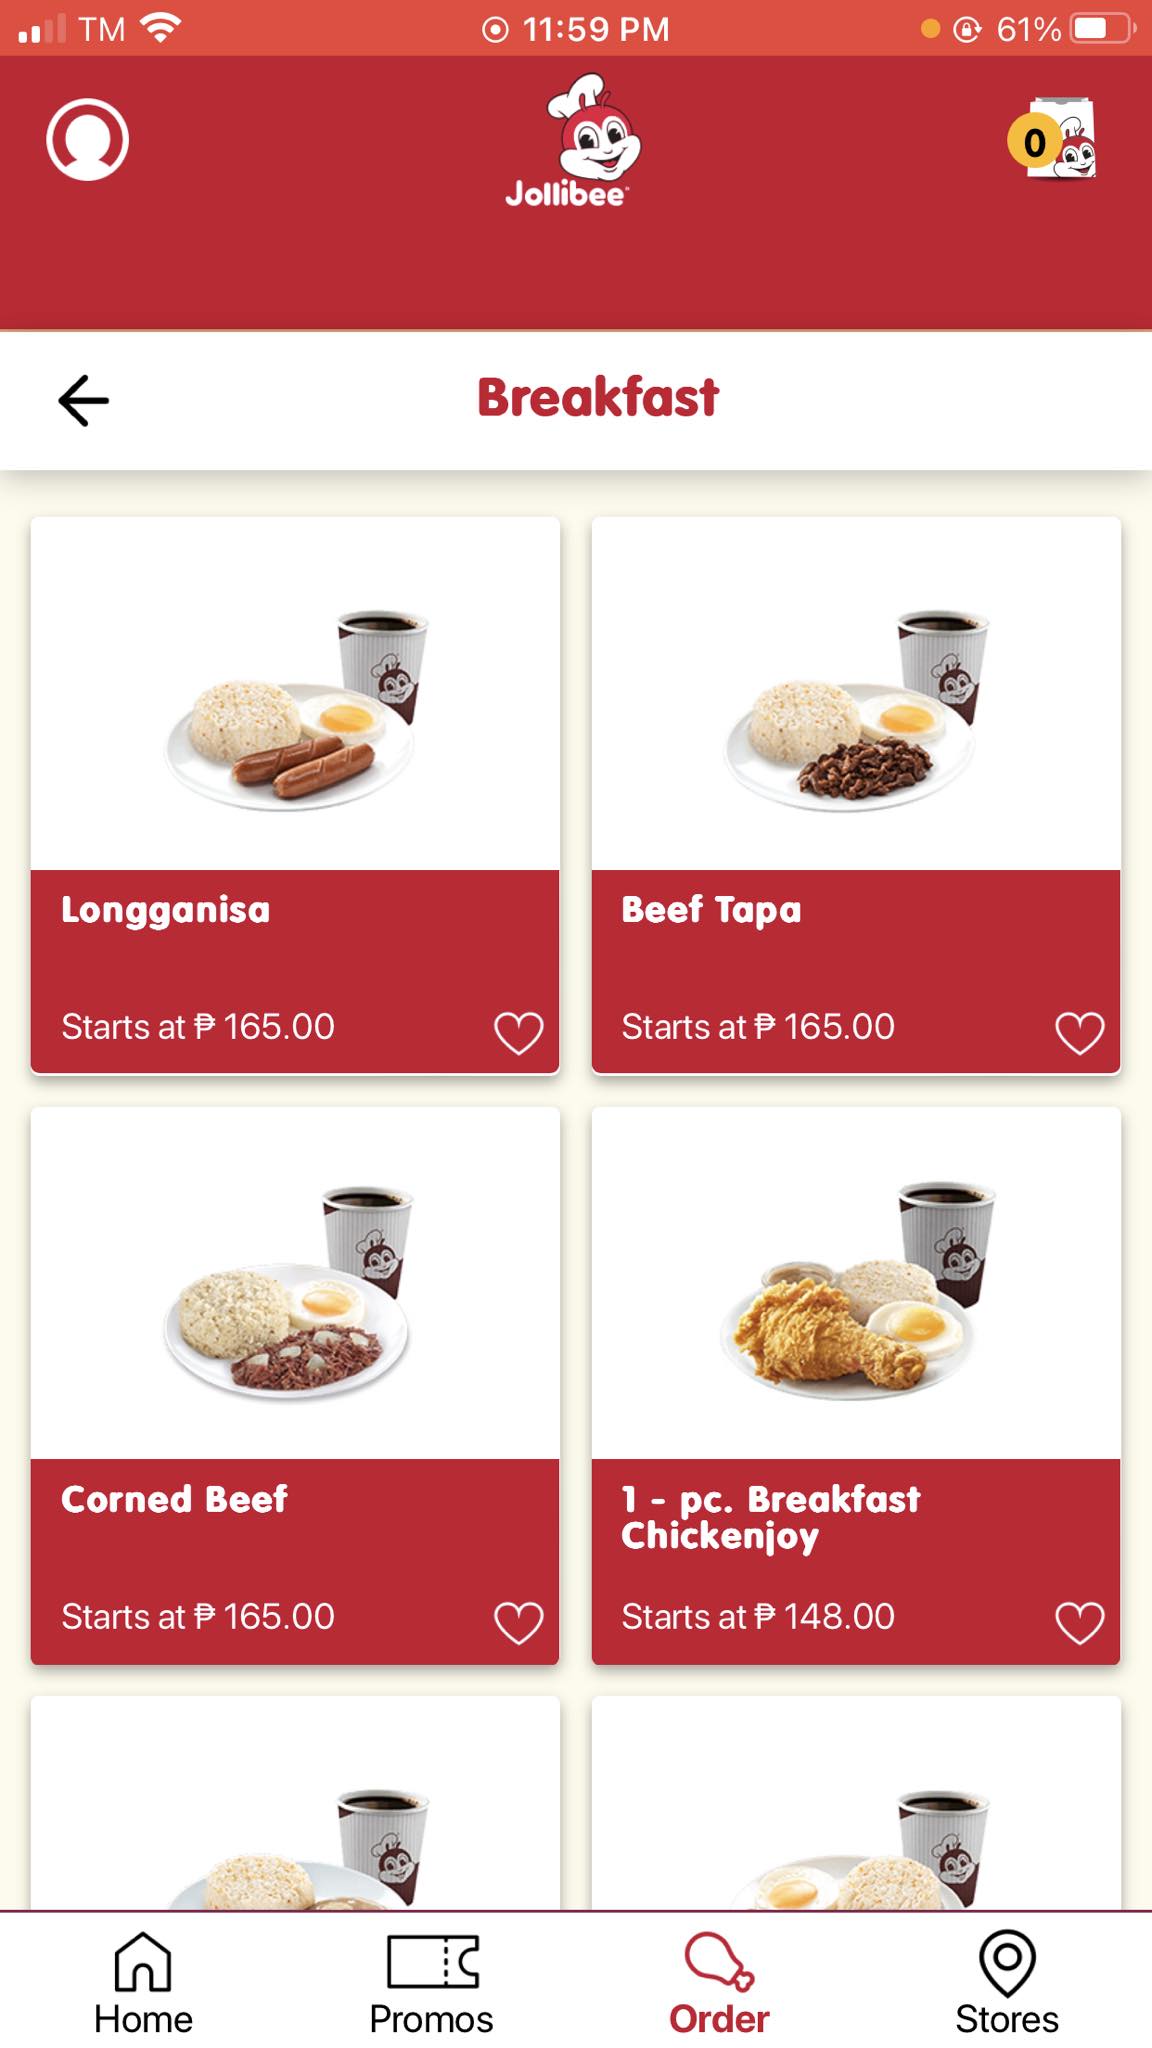 TM 11:59 PM 61%
Jollibee
0
Breakfast
Longganisa
Starts at ₱ 165.00
Beef Tapa
Starts at ₱ 165.00
Corned Beef
Starts at ₱ 165.00
1 - pc. Breakfast
Chickenjoy
Starts at ₱ 148.00
Home
Promos
Order
Stores